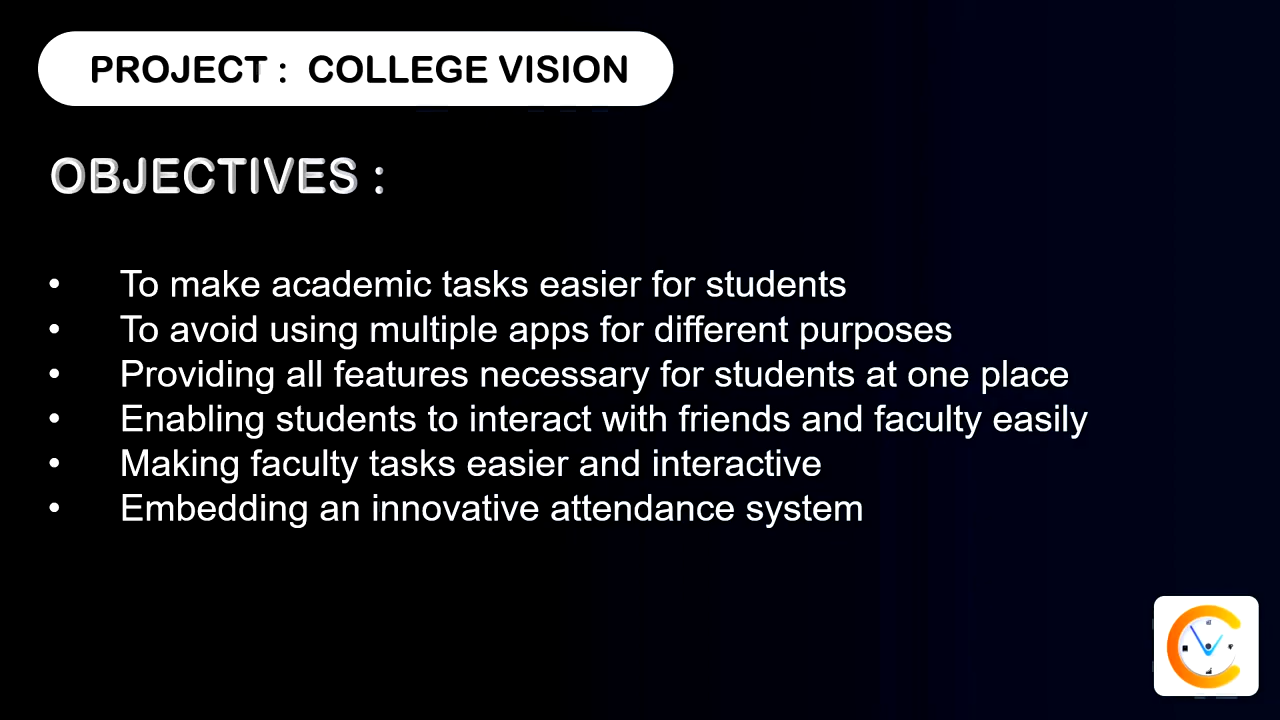 PROJECT : COLLEGE VISION
OBJECTIVES :
• To make academic tasks easier for students
• To avoid using multiple apps for different purposes
• Providing all features necessary for students at one place
• Enabling students to interact with friends and faculty easily
• Making faculty tasks easier and interactive
• Embedding an innovative attendance system